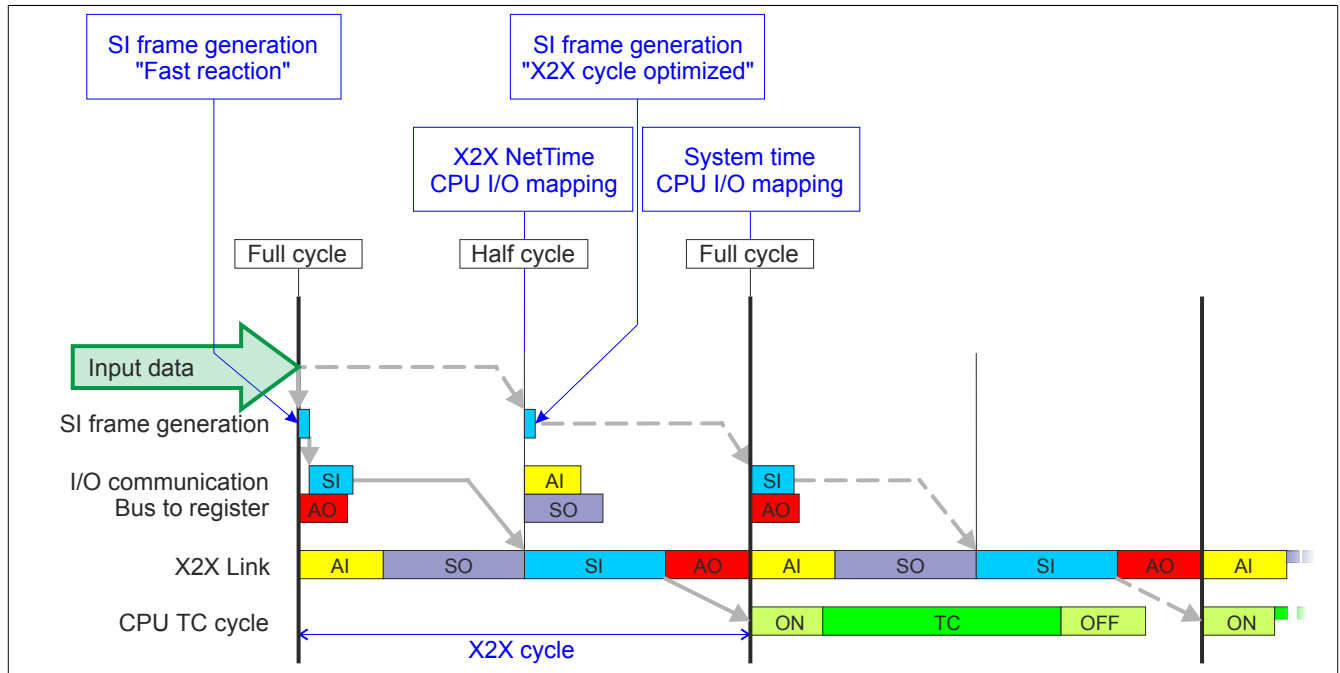 SI frame generation
"Fast reaction"
SI frame generation
"X2X cycle optimized"
X2X NetTime
CPU I/O mapping
System time
CPU I/O mapping
Full cycle
Half cycle
Full cycle
Input data
SI frame generation
I/O communication
Bus to register
SI
AO
AI
SO
SI
AO
X2X Link
AI
SO
SI
AO
AI
SO
SI
AO
AI
CPU TC cycle
ON
TC
OFF
ON
X2X cycle